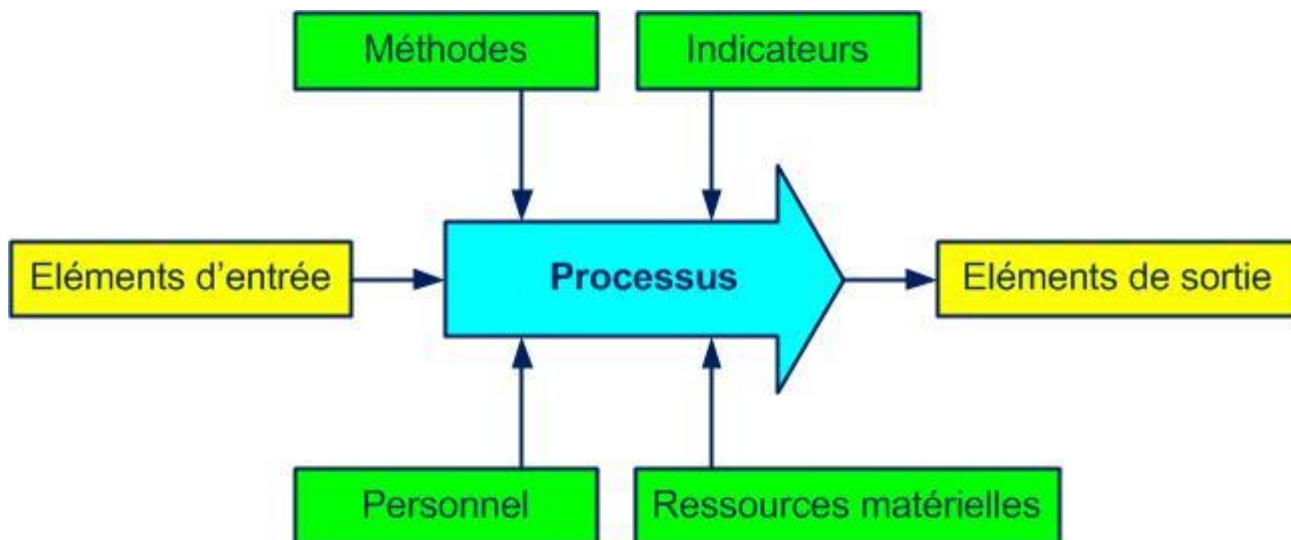 Méthodes
Indicateurs
Eléments d’entrée
Processus
Eléments de sortie
Personnel
Ressources matérielles